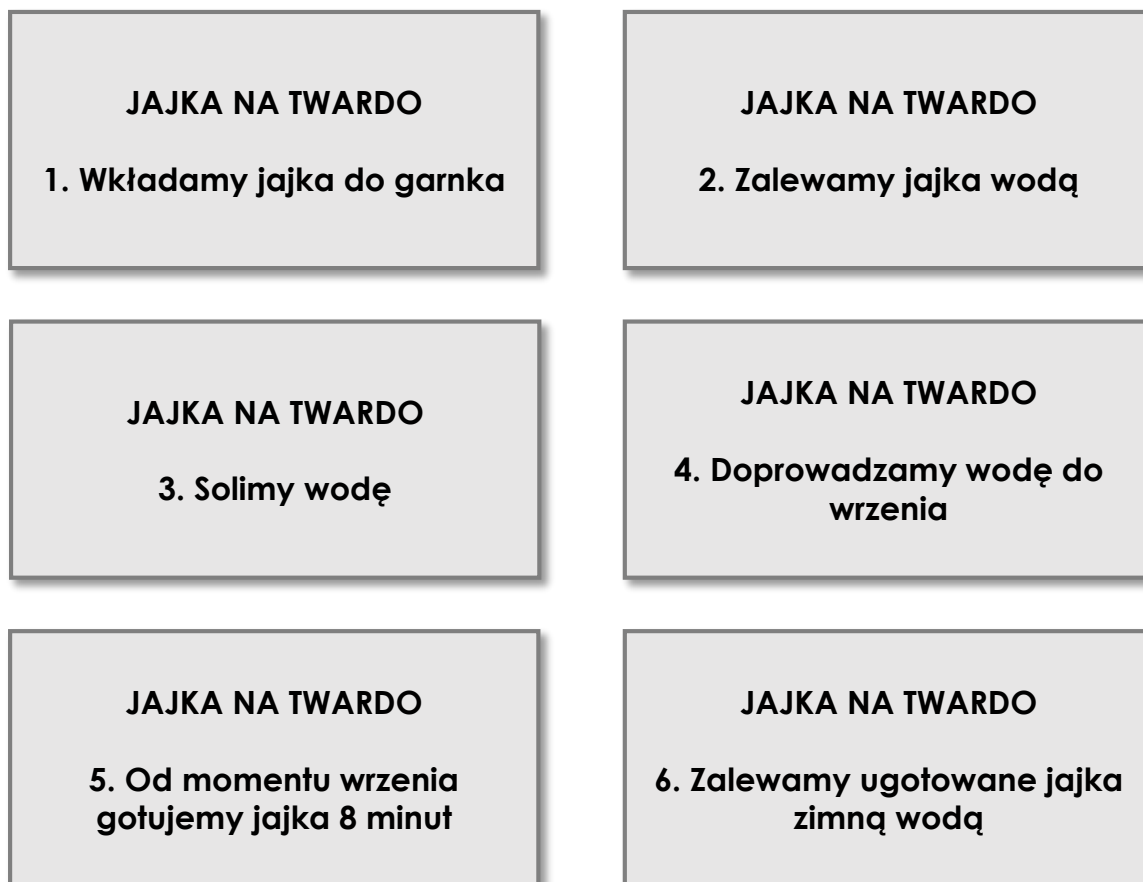 JAJKA NA TWARDO
1. Wkładamy jajka do garnka
JAJKA NA TWARDO
2. Zalewamy jajka wodą
JAJKA NA TWARDO
3. Solimy wodę
JAJKA NA TWARDO
4. Doprowadzamy wodę do
wrzenia
JAJKA NA TWARDO
5. Od momentu wrzenia
gotujemy jajka 8 minut
JAJKA NA TWARDO
6. Zalewamy ugotowane jajka
zimną wodą